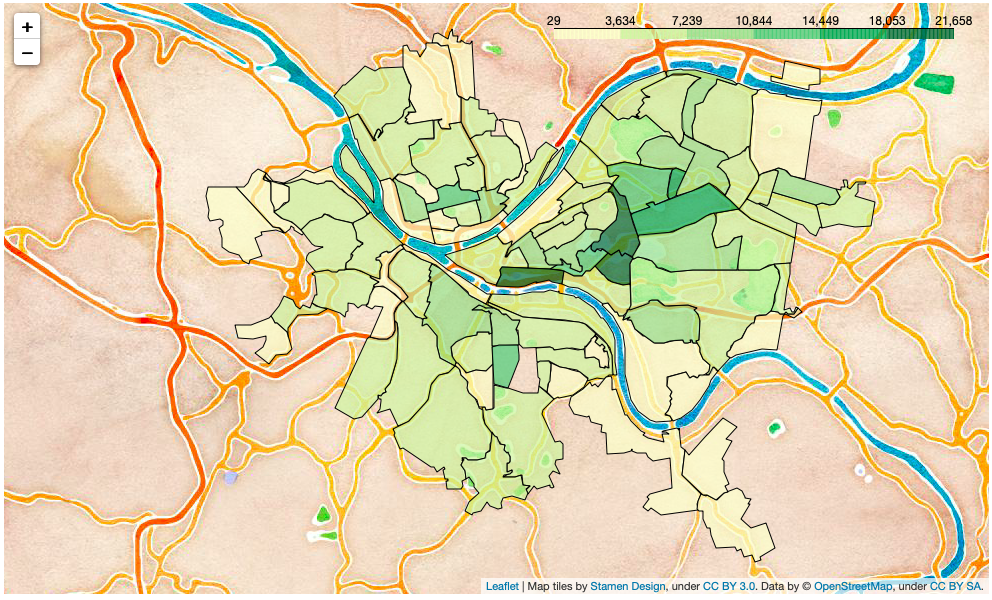 +
29 3,634 7,239 10,844 14,449 18,053 21,658
−
Leaflet | Map tiles by Stamen Design, under CC BY 3.0. Data by © OpenStreetMap, under CC BY SA.